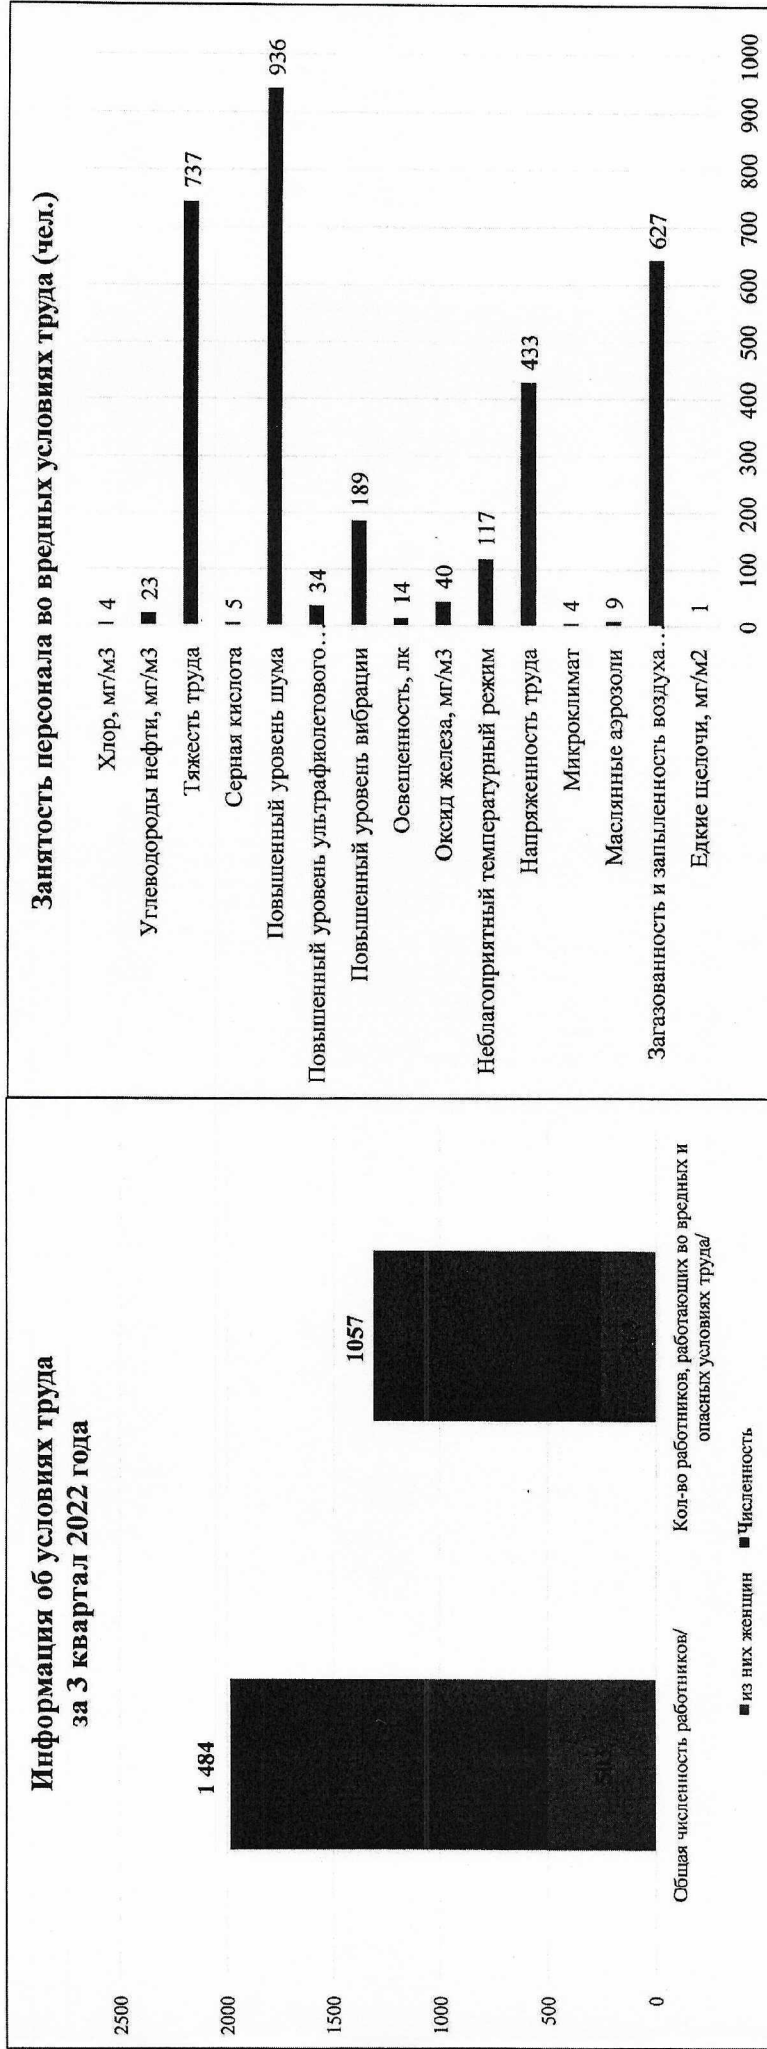 Информация об условиях труда
за 3 квартал 2022 года
2500
2000
1500
1000
500
0
1 484
1057
Общая численность работников/
Кол-во работников, работающих во вредных и
опасных условиях труда/
■из них женщин ■Численность
Занятость персонала во вредных условиях труда (чел.)
Хлор, мг/м3 4
Углеводороды нефти, мг/м3 23
Тяжесть труда 737
Серная кислота 5
Повышенный уровень шума 936
Повышенный уровень ультрафиолетового… 34
Повышенный уровень вибрации 189
Освещенность, лк 14
Оксид железа, мг/м3 40
Неблагоприятный температурный режим 117
Напряженность труда 433
Микроклимат 4
Маслянные аэрозоли 9
Загазованность и запыленность воздуха… 627
Едкие щелочи, мг/м2 1
0 100 200 300 400 500 600 700 800 900 1000